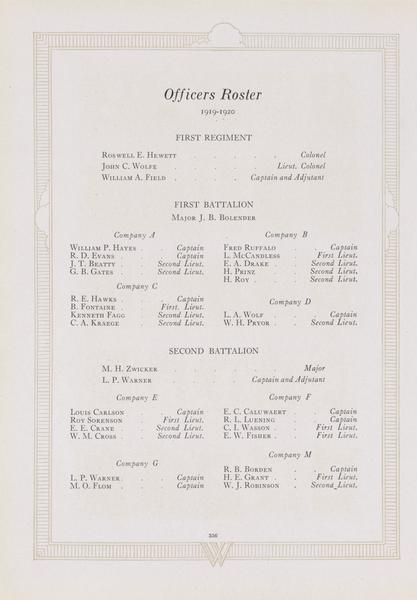 Officers Roster
1919-1920
FIRST REGIMENT
ROSWELL E. HEWETT . . . . . Colonel
JOHN C. WOLFE . . . . . Lieut. Colonel
WILLIAM A. FIELD . . . . Captain and Adjutant
FIRST BATTALION
MAJOR J. B. BOLENDER
Company A
WILLIAM P. HAYES . . Captain
R. D. EVANS . . . Captain
J. T. BEATTY . . Second Lieut.
G. B. GATES . . Second Lieut.
Company B
FRED RUFFALO . . Captain
L. MCCANDLESS . First Lieut.
E. A. DRAKE . . Second Lieut.
H. PRINZ . . Second Lieut.
H. ROY . . . Second Lieut.
Company C
R. E. HAWKS . . . Captain
B. FONTAINE . . First. Lieut.
KENNETH FAGG . Second Lieut.
C. A. KRAEGE . Second Lieut.
Company D
L. A. WOLF . . . Captain
W. H. PRYOR . . Second Lieut.
SECOND BATTALION
M. H. ZWICKER . . . . . Major
L. P. WARNER . . . . Captain and Adjutant
Company E
LOUIS CARLSON . . Captain
ROY SORENSON . First Lieut.
E. E. CRANE . . Second Lieut.
W. M. CROSS . . Second Lieut.
Company F
E. C. CALUWAERT . Captain
R. L. LUENING . . Captain
C. I. WASSON . . First Lieut.
E. W. FISHER . . First Lieut.
Company G
L. P. WARNER . . . Captain
M. O. FLOM . . . Captain
Company M
R. B. BORDEN . . Captain
H. E. GRANT . . First Lieut.
W. J. ROBINSON . Second Lieut.
356
W